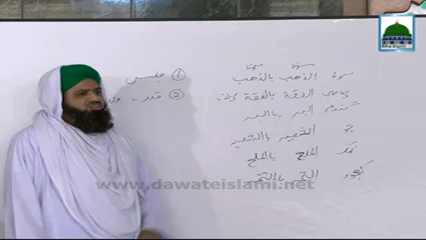 سونا سونا
سونا الذهب بالذهب ① جنس
چاندی الفضة بالفضة ② قدر -
گندم البر بالبر
جو الشعير بالشعير
نمک الملح بالملح
کھجور التمر بالتمر
www.dawateislami.net